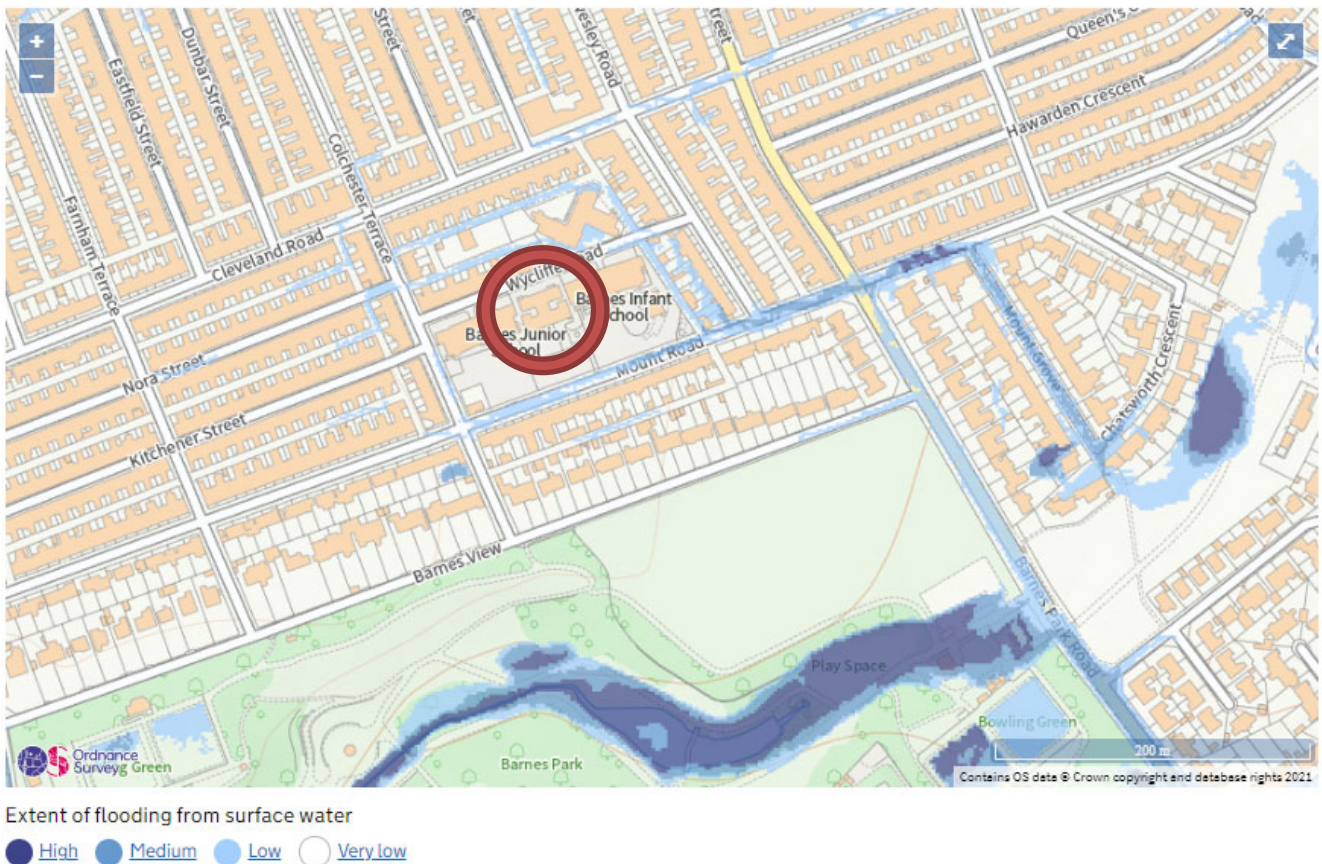 +
−
Dunbar Street
Eastfield Street
Street
Wesley Road
Street
Queen's
Road
Hawarden Crescent
Colchester Terrace
Farnham Terrace
Cleveland Road
Wycliffe Road
Barnes Infant
School
Barnes Junior
School
Mount Road
Mount Grove
Chatsworth Crescent
Nora Street
Kitchener Street
Barnes View
Barnes Park Road
Play Space
Bowling Green
Barnes Park
Ordnance
Survey
g Green
200 m
Contains OS data © Crown copyright and database rights 2021
Extent of flooding from surface water
High Medium Low Very low